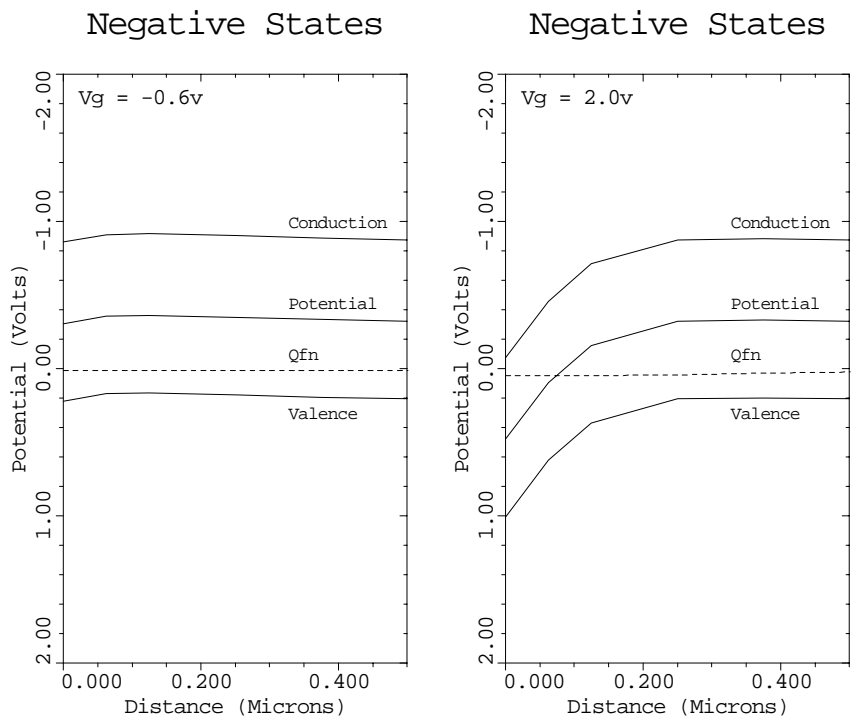 Negative States
Vg = -0.6v
-2.00
-1.00
0.00
1.00
2.00
Potential (Volts)
Conduction
Potential
Qfn
Valence
0.000
0.200
0.400
Distance (Microns)
Negative States
Vg = 2.0v
-2.00
-1.00
0.00
1.00
2.00
Potential (Volts)
Conduction
Potential
Qfn
Valence
0.000
0.200
0.400
Distance (Microns)